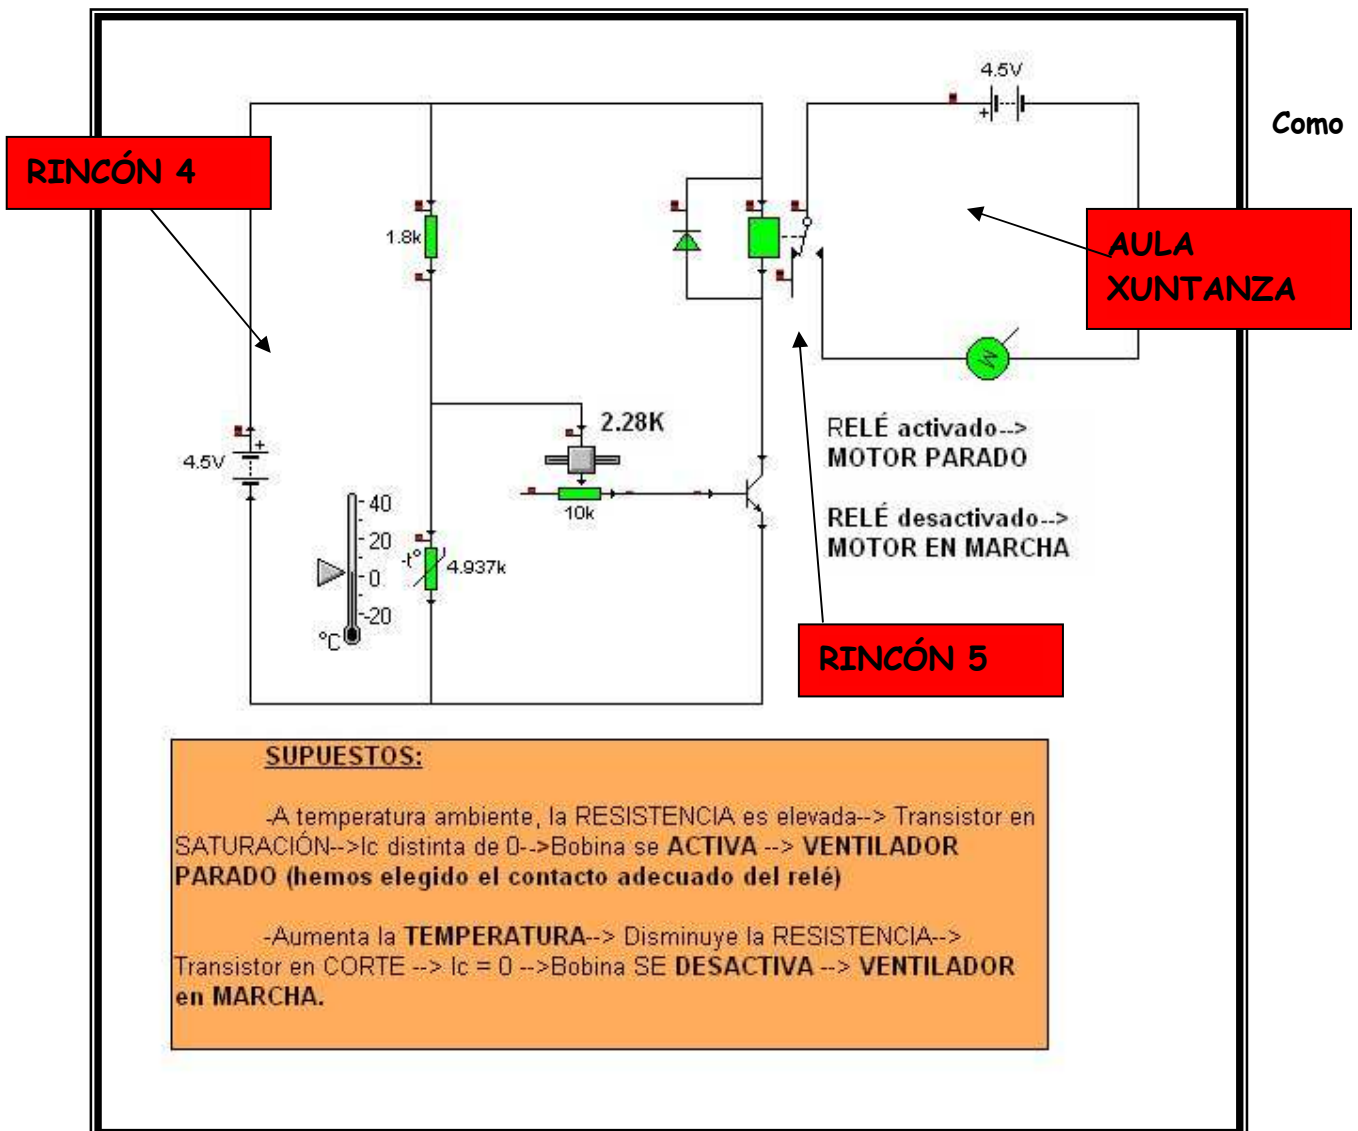 4.5V
Como
RINCÓN 4
1.8k
AULA
XUNTANZA
2.28K
RELÉ activado-->
MOTOR PARADO
4.5V
+
+
10k
RELÉ desactivado-->
MOTOR EN MARCHA
40
20
0
-20
°C
-t°
4.937k
RINCÓN 5
SUPUESTOS:
-A temperatura ambiente, la RESISTENCIA es elevada--> Transistor en
SATURACIÓN-->Ic distinta de 0-->Bobina se ACTIVA --> VENTILADOR
PARADO (hemos elegido el contacto adecuado del relé)
-Aumenta la TEMPERATURA--> Disminuye la RESISTENCIA-->
Transistor en CORTE --> Ic = 0 -->Bobina SE DESACTIVA --> VENTILADOR
en MARCHA.